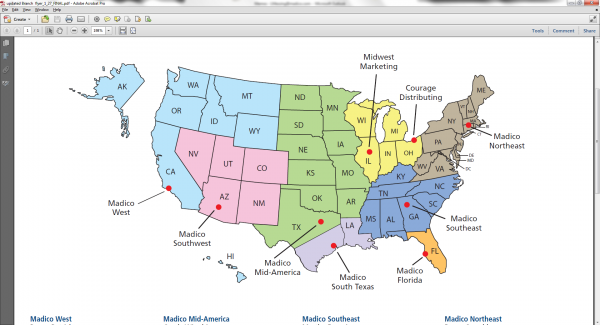 updated Branch flyer_1_27_FINAL.pdf - Adobe Acrobat Pro
File Edit View Window Help
Create
1 / 1
100%
Tools Comment Share
Midwest
Marketing
Courage
Distributing
AK
WA
MT
ND
MN
ME
OR
ID
WY
SD
WI
MI
NY
Madico
Northeast
NV
UT
CO
NE
IA
IL
IN
OH
PA
DE
MD
DC
CA
KS
MO
KY
WV
VA
NC
AZ
NM
OK
AR
TN
SC
Madico
West
Madico
Southwest
TX
LA
MS
AL
GA
Madico
Southeast
HI
Madico
Mid-America
Madico
South Texas
Madico
Florida
FL
Madico West Madico Mid-America Madico Southeast Madico Northeast